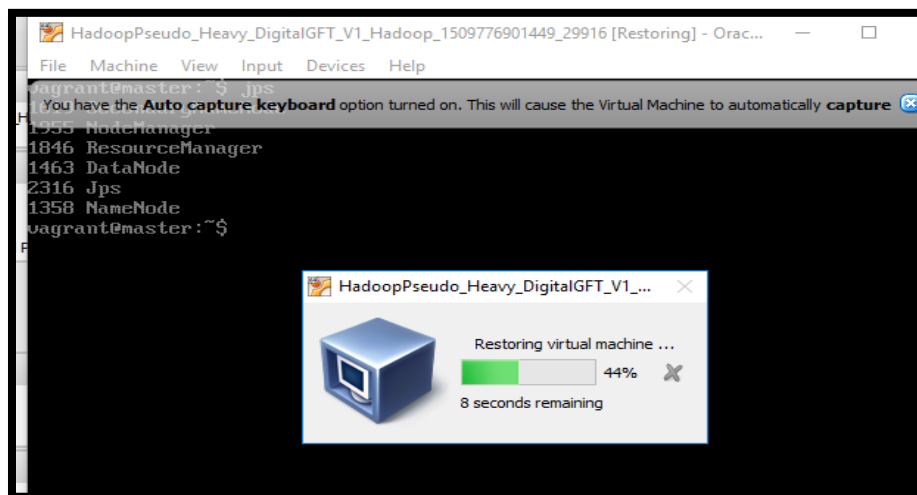 HadoopPseudo_Heavy_DigitalGFT_V1_Hadoop_1509776901449_29916 [Restoring] - Orac...
File Machine View Input Devices Help
vagrant@master:~$ jps
You have the Auto capture keyboard option turned on. This will cause the Virtual Machine to automatically capture
1955 NodeManager
1846 ResourceManager
1463 DataNode
2316 Jps
1358 NameNode
vagrant@master:~$
HadoopPseudo_Heavy_DigitalGFT_V1_...
Restoring virtual machine ...
44%
8 seconds remaining